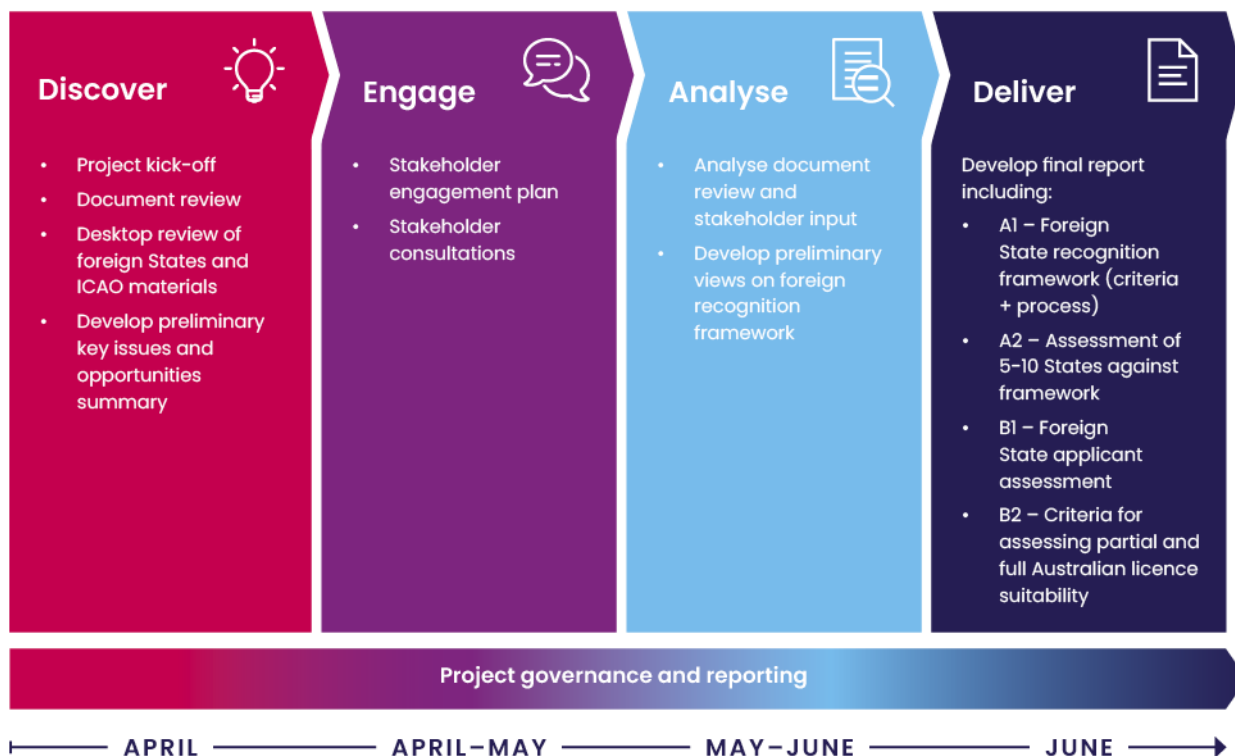 Discover
• Project kick-off
• Document review
• Desktop review of
foreign States and
ICAO materials
• Develop preliminary
key issues and
opportunities
summary
Engage
• Stakeholder
engagement plan
• Stakeholder
consultations
Analyse
• Analyse document
review and
stakeholder input
• Develop preliminary
views on foreign
recognition
framework
Deliver
Develop final report
including:
• A1 – Foreign
State recognition
framework (criteria
+ process)
• A2 – Assessment of
5-10 States against
framework
• B1 – Foreign
State applicant
assessment
• B2 – Criteria for
assessing partial and
full Australian licence
suitability
Project governance and reporting
APRIL
APRIL–MAY
MAY–JUNE
JUNE